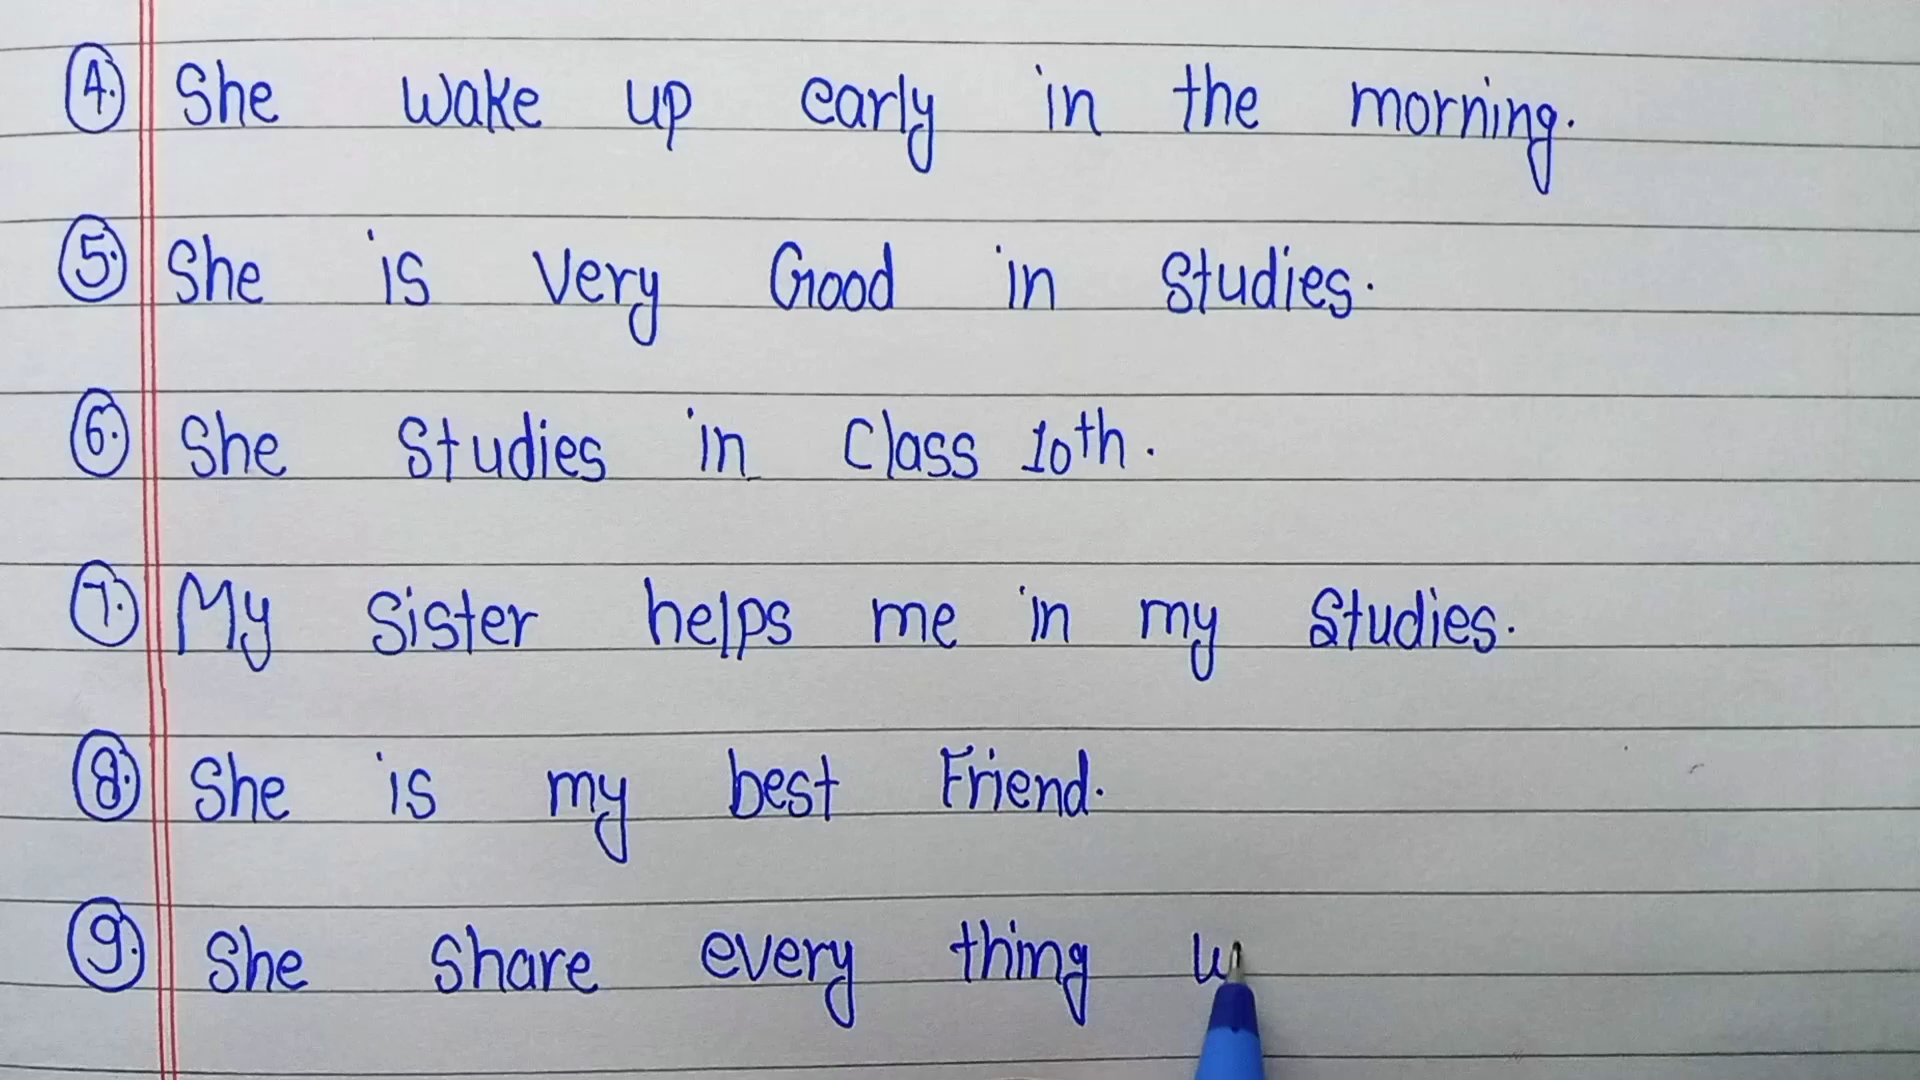 4. She wake up early in the morning.
5. She is very Good in Studies.
6. She Studies in Class 10th.
7. My Sister helps me in my Studies.
8. She is my best Friend.
9. She Share every thing